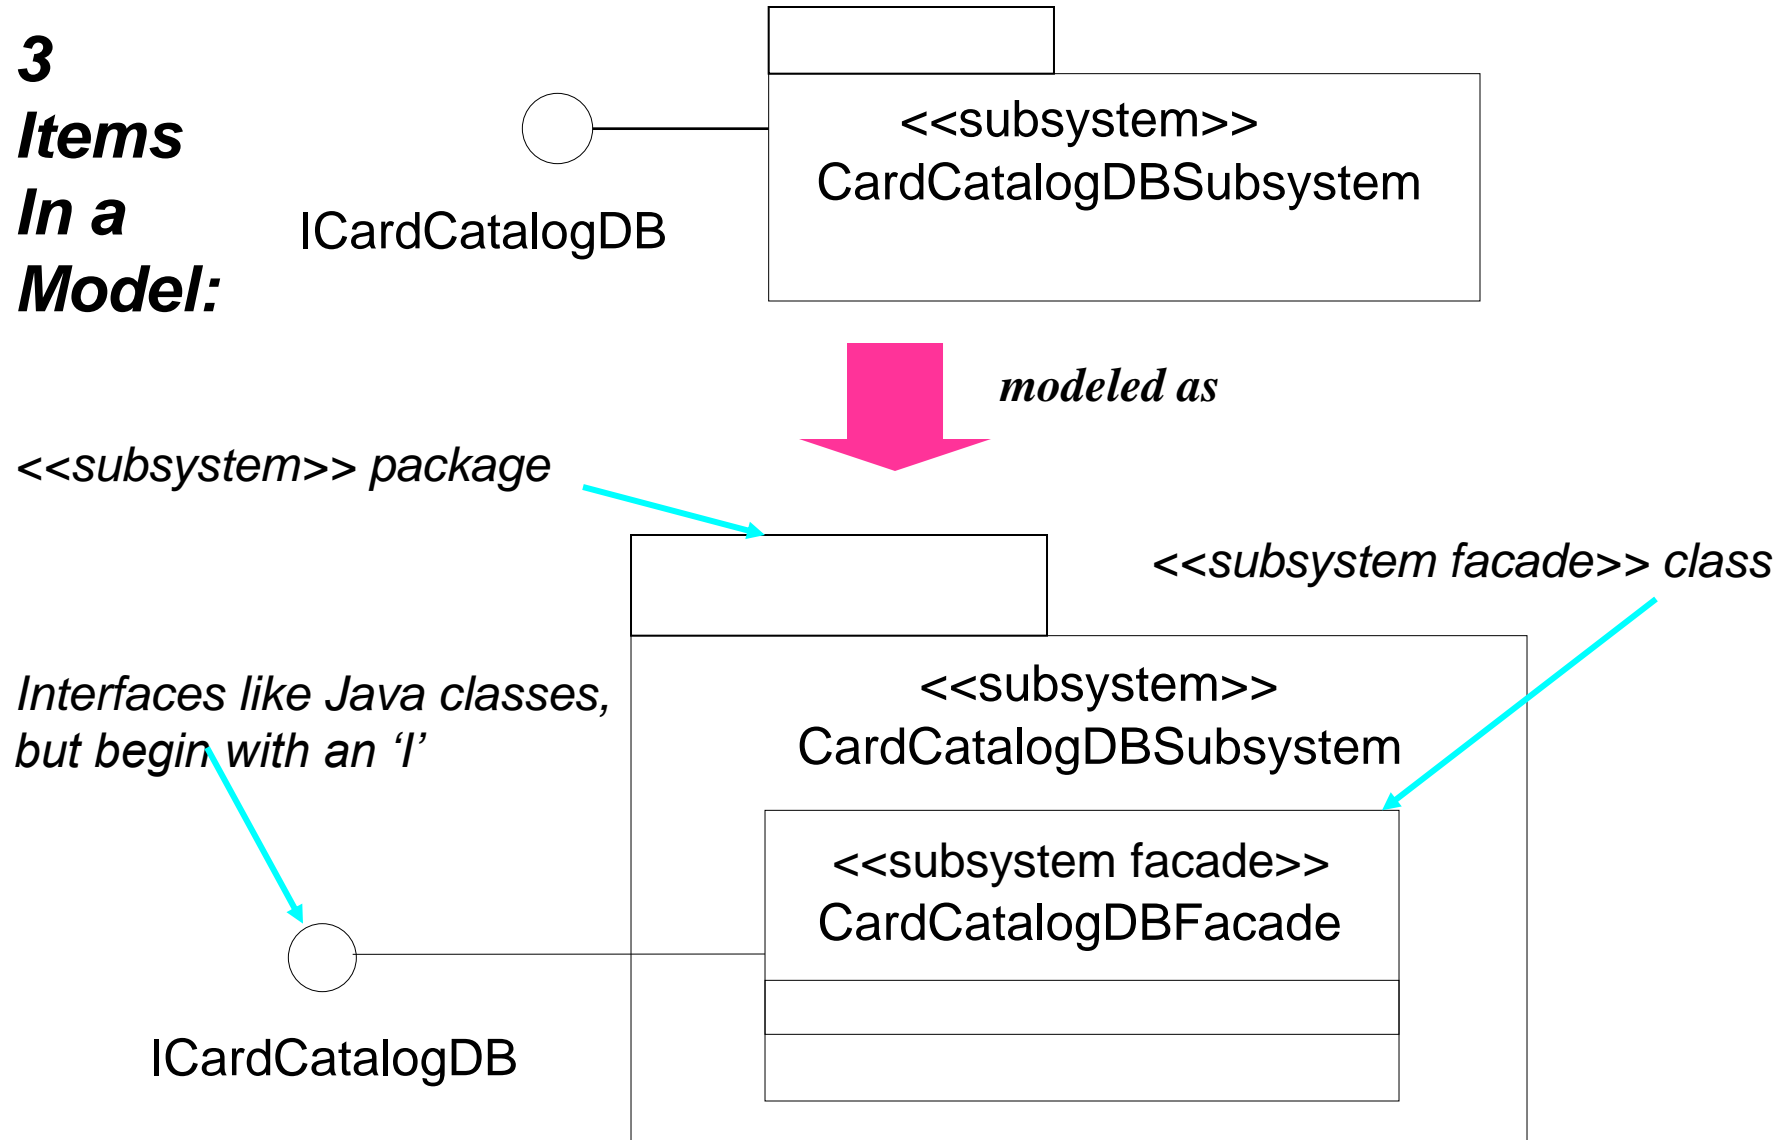 3
Items
In a
Model:
<<subsystem>>
CardCatalogDBSubsystem
ICardCatalogDB
modeled as
<<subsystem>> package
<<subsystem facade>> class
Interfaces like Java classes,
but begin with an ‘I’
<<subsystem>>
CardCatalogDBSubsystem
<<subsystem facade>>
CardCatalogDBFacade
ICardCatalogDB